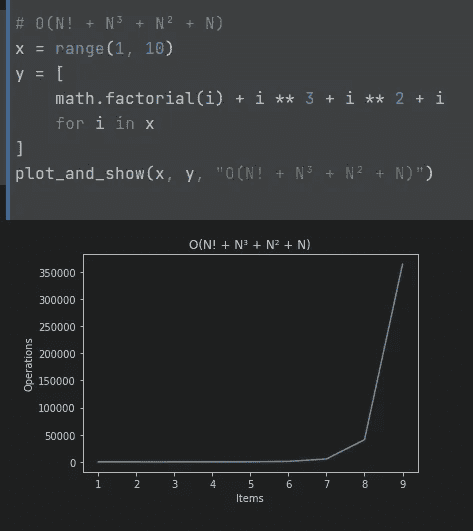 # O(N! + N³ + N² + N)
x = range(1, 10)
y = [
    math.factorial(i) + i ** 3 + i ** 2 + i
    for i in x
]
plot_and_show(x, y, "O(N! + N³ + N² + N)")
O(N! + N³ + N² + N)
350000
300000
250000
200000
150000
100000
50000
0
Operations
1 2 3 4 5 6 7 8 9
Items